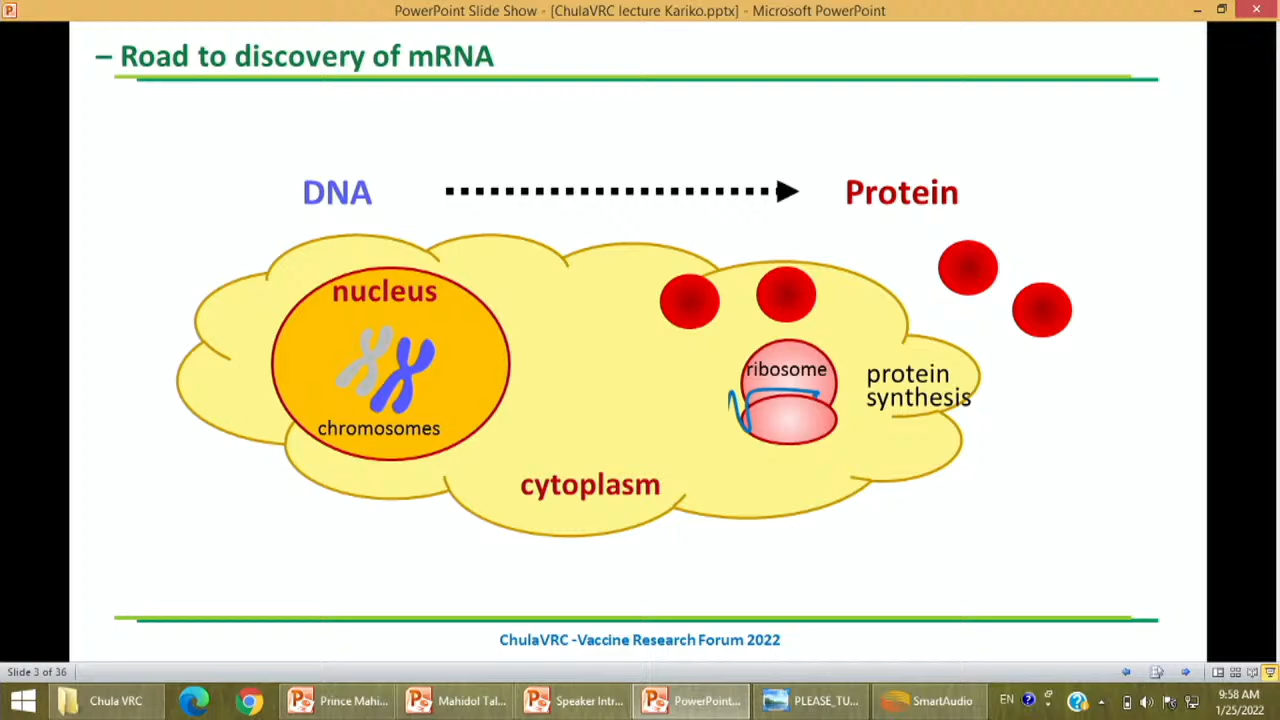 PowerPoint Slide Show - [ChulaVRC lecture Kariko.pptx] - Microsoft PowerPoint
– Road to discovery of mRNA
DNA
Protein
nucleus
chromosomes
ribosome
protein
synthesis
cytoplasm
ChulaVRC -Vaccine Research Forum 2022
Slide 3 of 36
Chula VRC
Prince Mahi...
Mahidol Tal...
Speaker Intr...
PowerPoint...
PLEASE_TU...
SmartAudio
EN
9:58 AM
1/25/2022